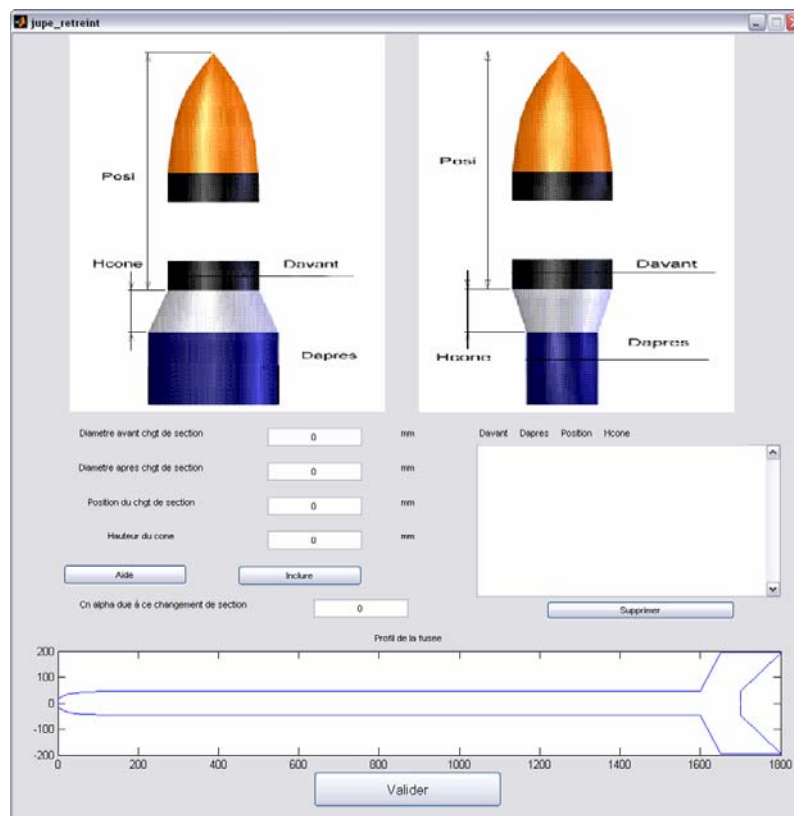 jupe_retreint
Posi
Hcone
Davant
Dapres
Posi
Davant
Hcone
Dapres
Diametre avant chgt de section 0 mm
Diametre apres chgt de section 0 mm
Position du chgt de section 0 mm
Hauteur du cone 0 mm
Aide Inclure
Cn alpha due à ce changement de section 0
Davant Dapres Position Hcone
Supprimer
Profil de la fusee
200
100
0
-100
-200
0 200 400 600 800 1000 1200 1400 1600 1800
Valider